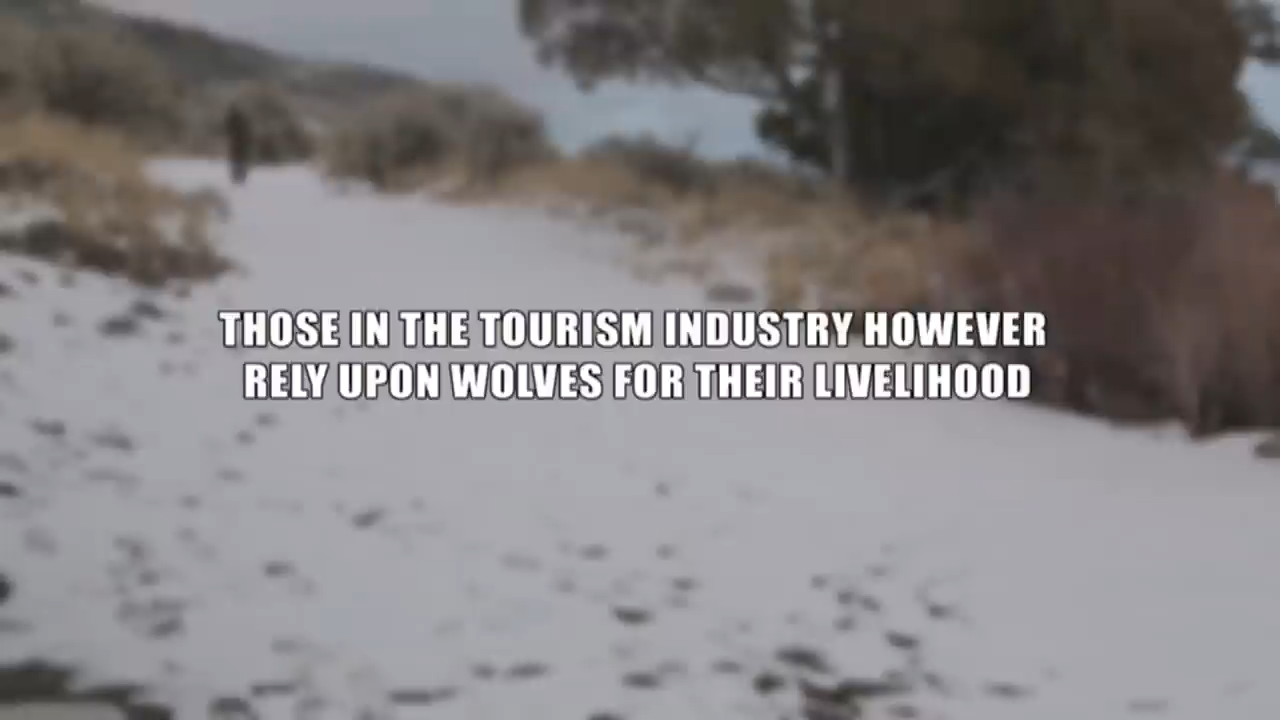 THOSE IN THE TOURISM INDUSTRY HOWEVER
RELY UPON WOLVES FOR THEIR LIVELIHOOD